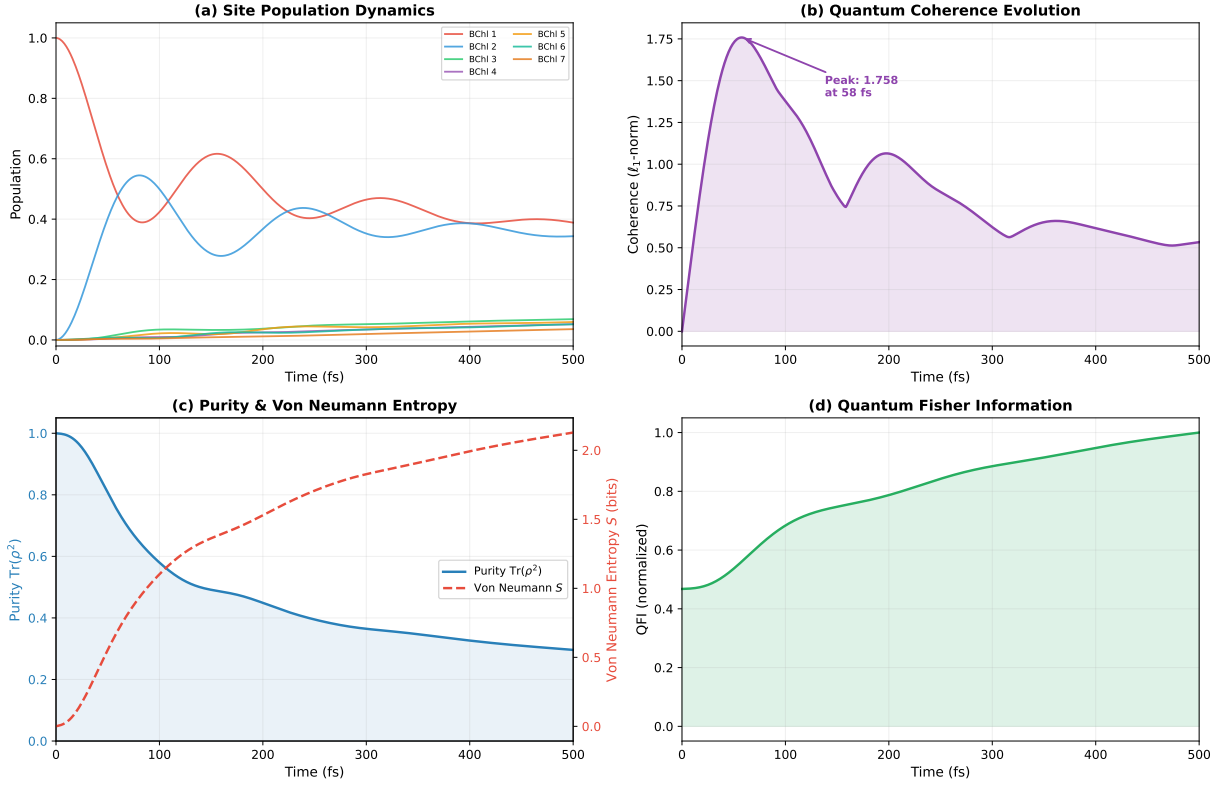 (a) Site Population Dynamics
Population
1.0
0.8
0.6
0.4
0.2
0.0
BChl 1
BChl 2
BChl 3
BChl 4
BChl 5
BChl 6
BChl 7
0 100 200 300 400 500
Time (fs)
(b) Quantum Coherence Evolution
Coherence (ℓ₁-norm)
1.75
1.50
1.25
1.00
0.75
0.50
0.25
0.00
Peak: 1.758
at 58 fs
0 100 200 300 400 500
Time (fs)
(c) Purity & Von Neumann Entropy
Purity Tr(ρ²)
1.0
0.8
0.6
0.4
0.2
0.0
Purity Tr(ρ²)
Von Neumann S
2.0
1.5
1.0
0.5
0.0
Von Neumann Entropy S (bits)
0 100 200 300 400 500
Time (fs)
(d) Quantum Fisher Information
QFI (normalized)
1.0
0.8
0.6
0.4
0.2
0.0
0 100 200 300 400 500
Time (fs)